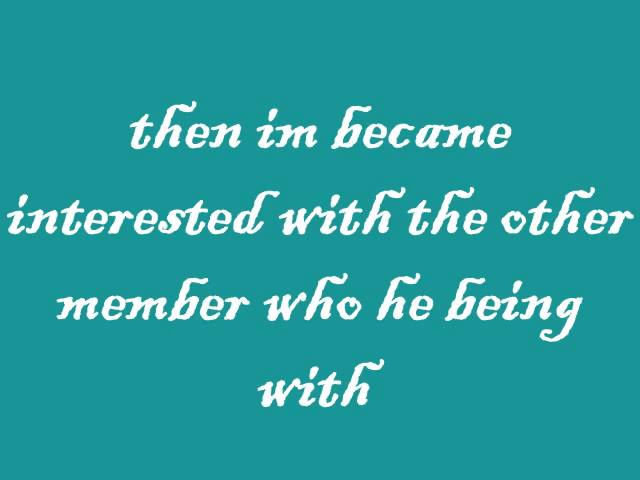 then im became
interested with the other
member who he being
with